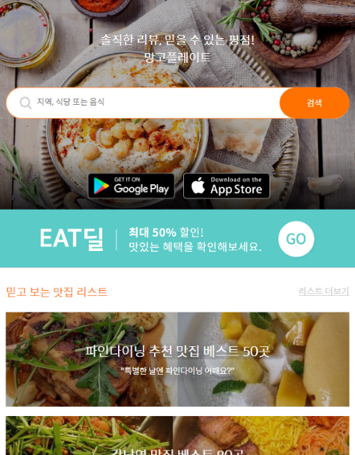 솔직한 리뷰, 믿을 수 있는 평점!
망고플레이트
지역, 식당 또는 음식
검색
GET IT ON
Google Play
Download on the
App Store
EAT딜
최대 50% 할인!
맛있는 혜택을 확인해보세요.
GO
믿고 보는 맛집 리스트
리스트 더보기
파인다이닝 추천 맛집 베스트 50곡
"특별한 날엔 파인다이닝 어때요?"